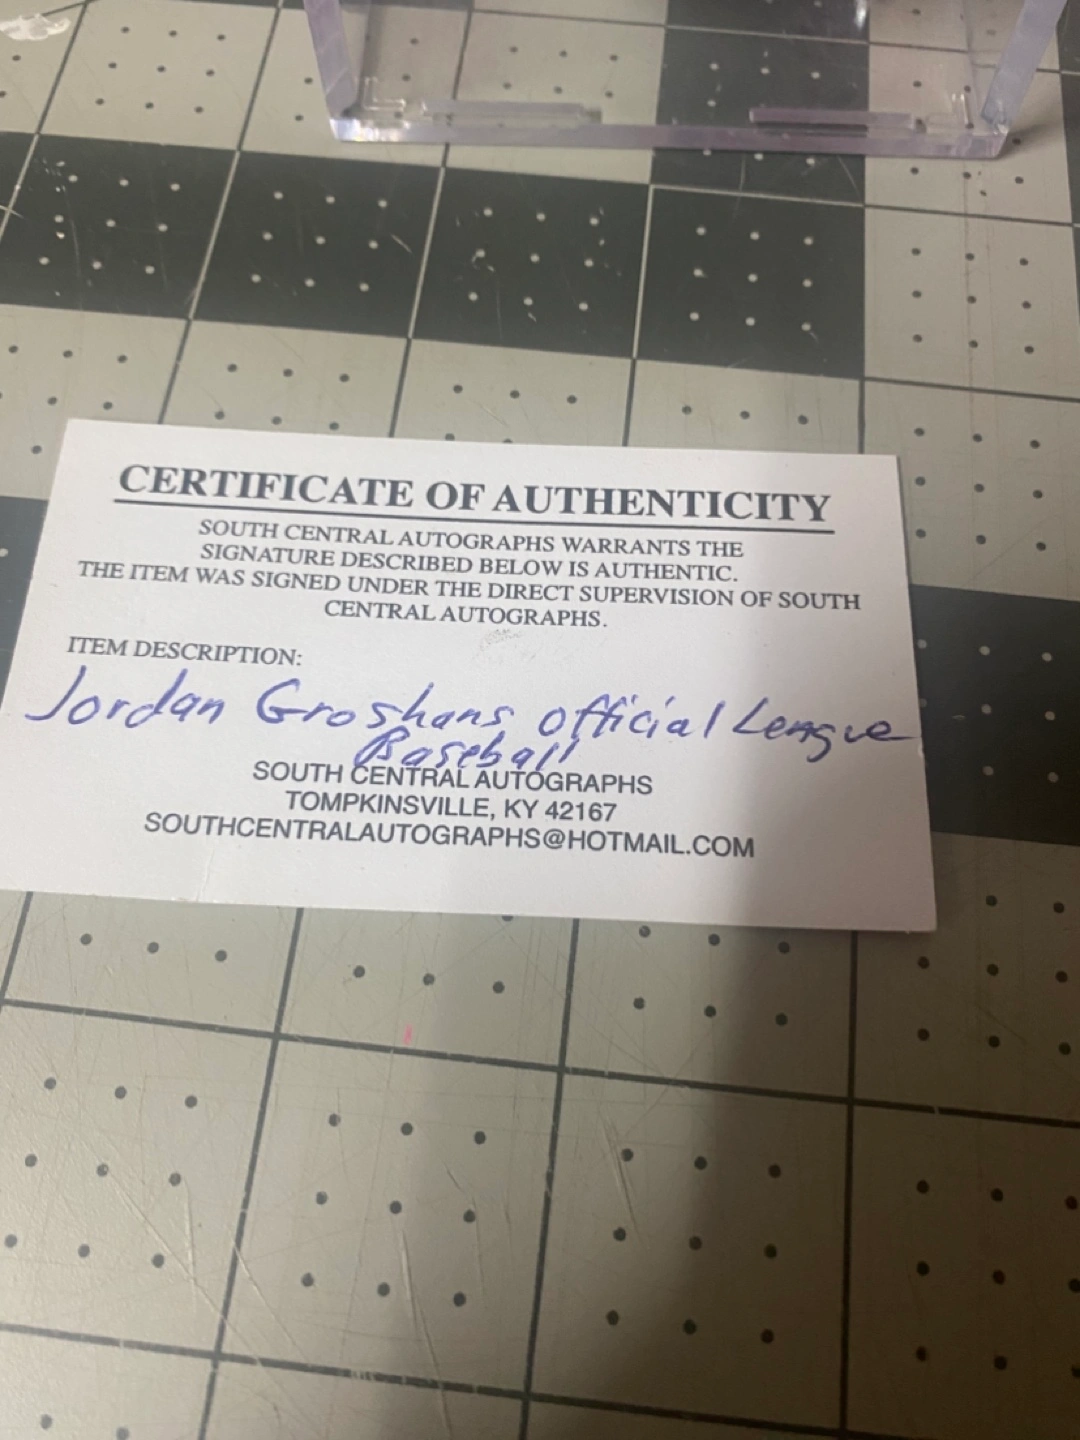 CERTIFICATE OF AUTHENTICITY
SOUTH CENTRAL AUTOGRAPHS WARRANTS THE
SIGNATURE DESCRIBED BELOW IS AUTHENTIC.
THE ITEM WAS SIGNED UNDER THE DIRECT SUPERVISION OF SOUTH
CENTRAL AUTOGRAPHS.
ITEM DESCRIPTION:
Jordan Groshans Official League
Baseball
SOUTH CENTRAL AUTOGRAPHS
TOMPKINSVILLE, KY 42167
SOUTHCENTRALAUTOGRAPHS@HOTMAIL.COM